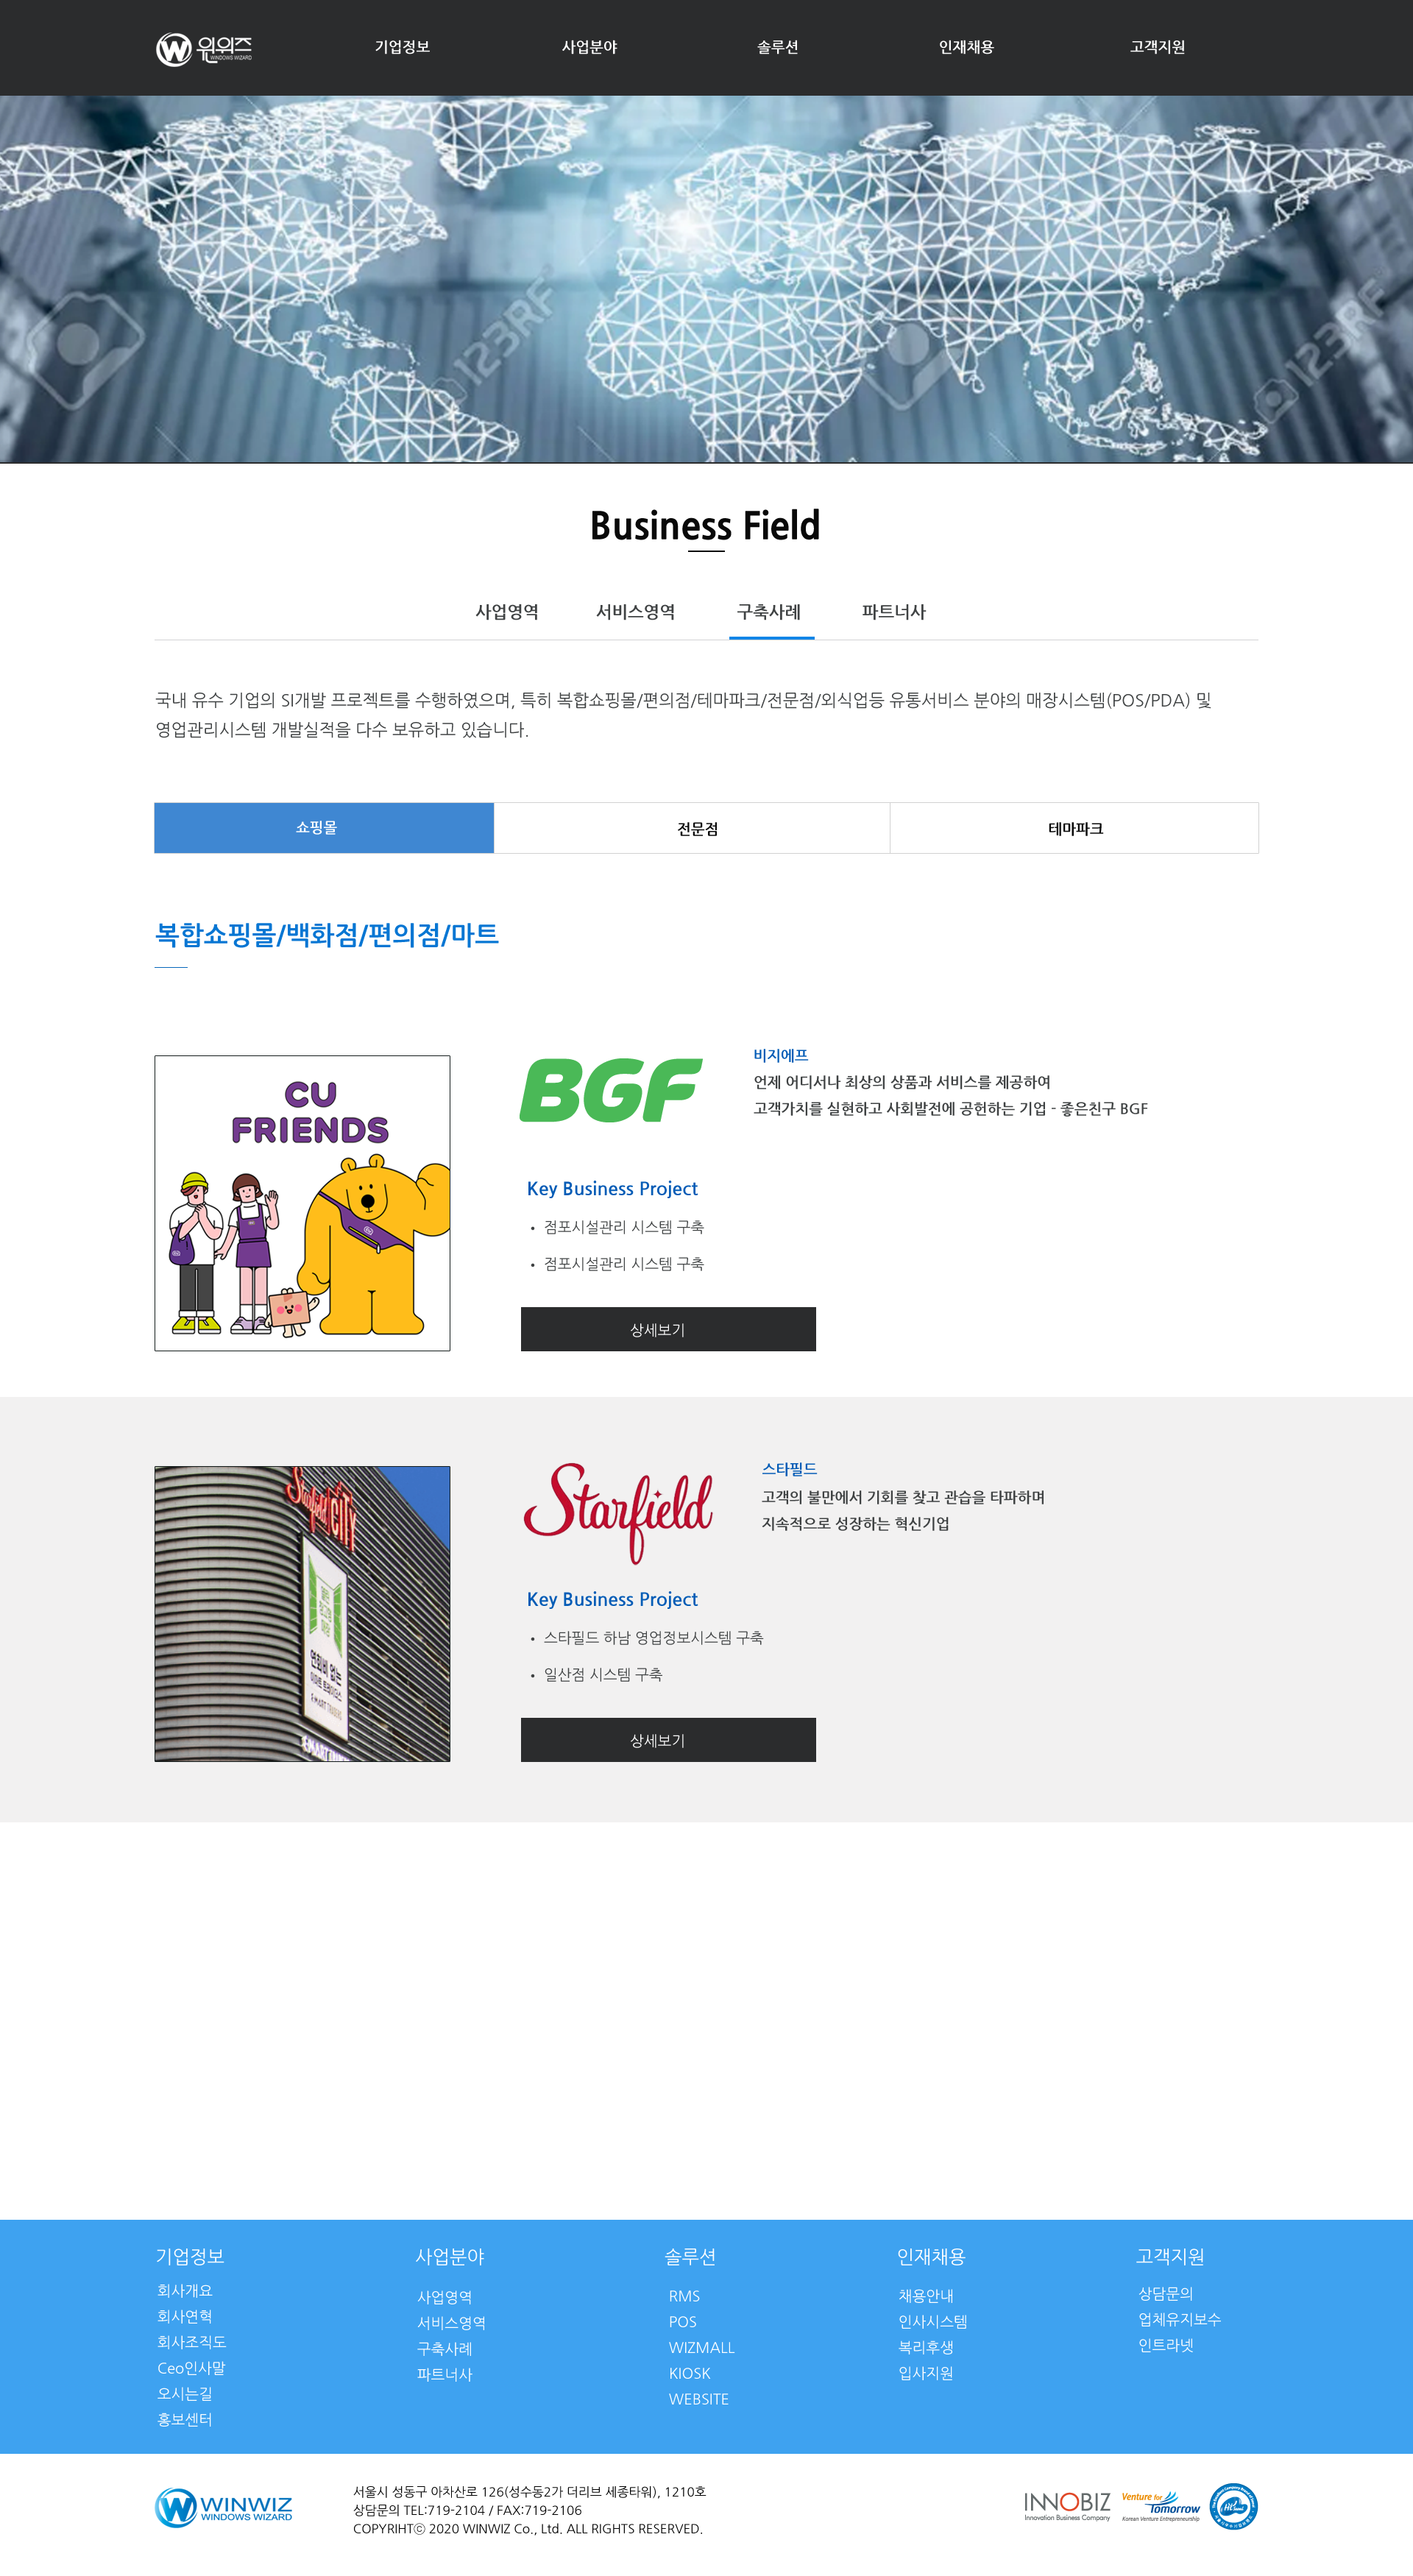 윈위즈
WINDOWS WIZARD
기업정보
사업분야
솔루션
인재채용
고객지원
123RF
123RF
Business Field
사업영역
서비스영역
구축사례
파트너사
국내 유수 기업의 SI개발 프로젝트를 수행하였으며, 특히 복합쇼핑몰/편의점/테마파크/전문점/외식업등 유통서비스 분야의 매장시스템(POS/PDA) 및
영업관리시스템 개발실적을 다수 보유하고 있습니다.
쇼핑몰
전문점
테마파크
복합쇼핑몰/백화점/편의점/마트
CU
FRIENDS
BGF
비지에프
언제 어디서나 최상의 상품과 서비스를 제공하여
고객가치를 실현하고 사회발전에 공헌하는 기업 - 좋은친구 BGF
Key Business Project
• 점포시설관리 시스템 구축
• 점포시설관리 시스템 구축
상세보기
Starfield CITY
연회비 없는
Starfield
스타필드
고객의 불만에서 기회를 찾고 관습을 타파하며
지속적으로 성장하는 혁신기업
Key Business Project
• 스타필드 하남 영업정보시스템 구축
• 일산점 시스템 구축
상세보기
기업정보
회사개요
회사연혁
회사조직도
Ceo인사말
오시는길
홍보센터
사업분야
사업영역
서비스영역
구축사례
파트너사
솔루션
RMS
POS
WIZMALL
KIOSK
WEBSITE
인재채용
채용안내
인사시스템
복리후생
입사지원
고객지원
상담문의
업체유지보수
인트라넷
WINWIZ
WINDOWS WIZARD
서울시 성동구 아차산로 126(성수동2가 더리브 세종타워), 1210호
상담문의 TEL:719-2104 / FAX:719-2106
COPYRIHTⓒ 2020 WINWIZ Co., Ltd. ALL RIGHTS RESERVED.
INNOBIZ
Innovation Business Company
Venture for
Tomorrow
Korean Venture Entrepreneurship